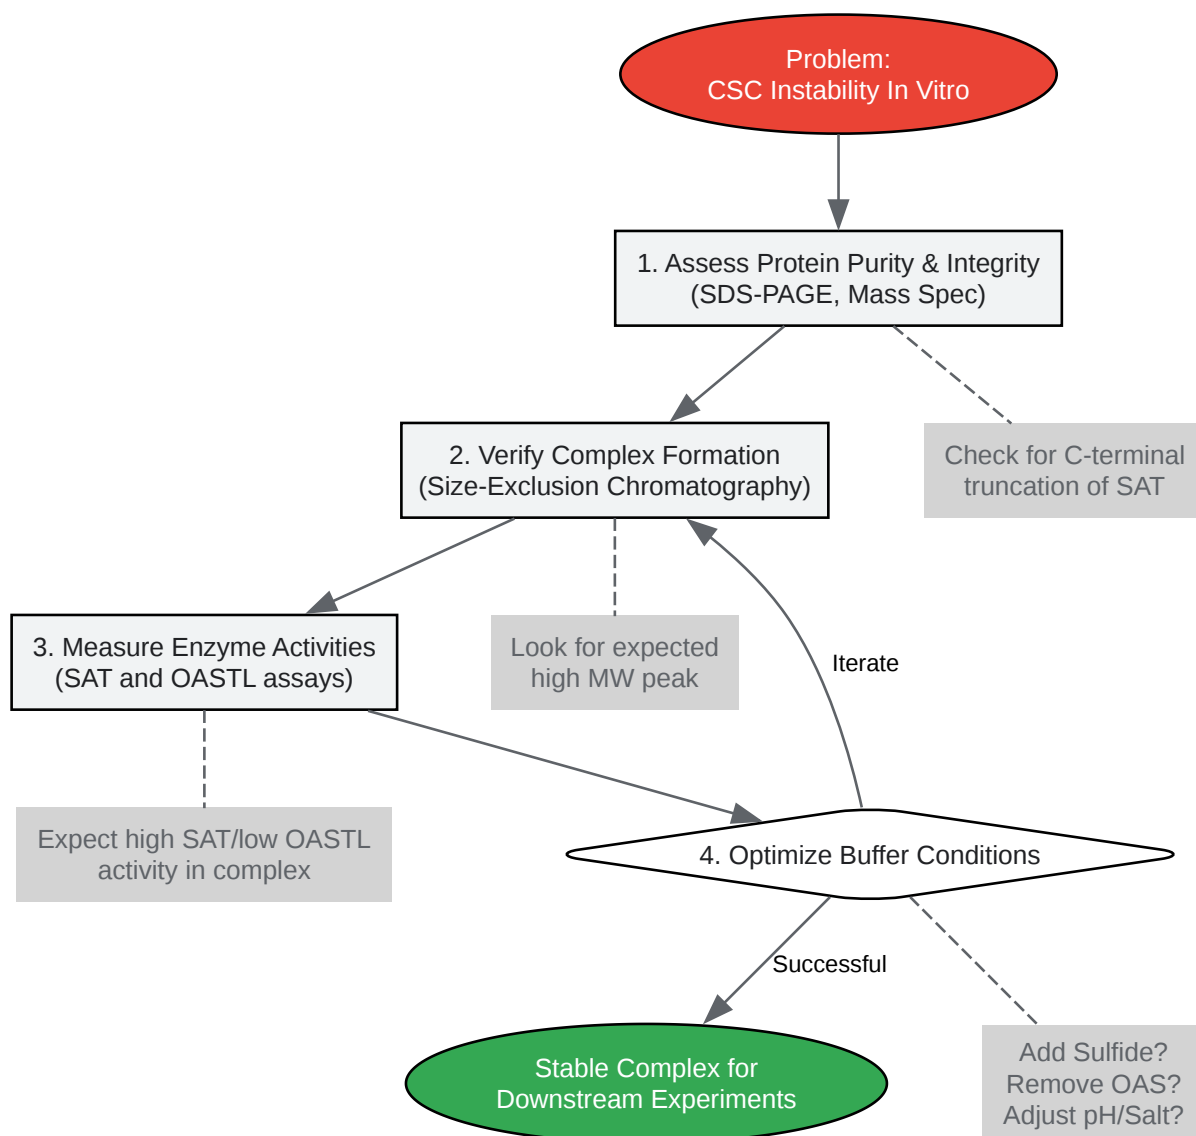 Problem:
CSC Instability In Vitro
1. Assess Protein Purity & Integrity
(SDS-PAGE, Mass Spec)
2. Verify Complex Formation
(Size-Exclusion Chromatography)
Check for C-terminal
truncation of SAT
3. Measure Enzyme Activities
(SAT and OASTL assays)
Look for expected
high MW peak
Iterate
Expect high SAT/low OASTL
activity in complex
4. Optimize Buffer Conditions
Successful
Stable Complex for
Downstream Experiments
Add Sulfide?
Remove OAS?
Adjust pH/Salt?